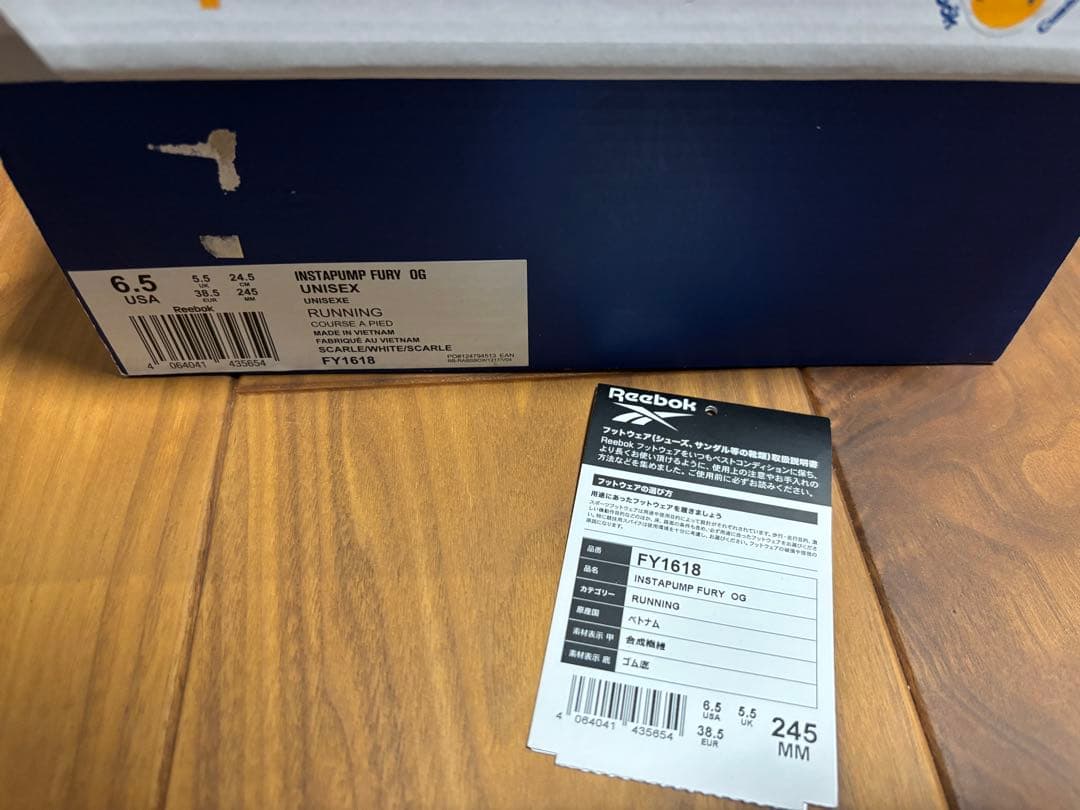 6.5
USA
5.5
UK
38.5
EUR
24.5
CM
245
MM
Reebok
4 064041 435654
INSTAPUMP FURY OG
UNISEX
UNISEXE
RUNNING
COURSE A PIED
MADE IN VIETNAM
FABRIQUÉ AU VIETNAM
SCARLE/WHITE/SCARLE
FY1618
PO#0124794513 EAN
Reebok
フットウェア(シューズ、サンダル等の靴類)取扱説明書
Reebok フットウェアをいつもベストコンディションに保ち、
より長くお使い頂けるように、使用上の注意やお手入れの
方法などを集めました。ご使用前に必ずお読みください。
フットウェアの選び方
用途にあったフットウェアを履きましょう
品番 FY1618
品名 INSTAPUMP FURY OG
カテゴリー RUNNING
原産国 ベトナム
素材表示 甲 合成繊維
素材表示 底 ゴム底
4 064041 435654
6.5
USA
5.5
UK
38.5
EUR
245
MM